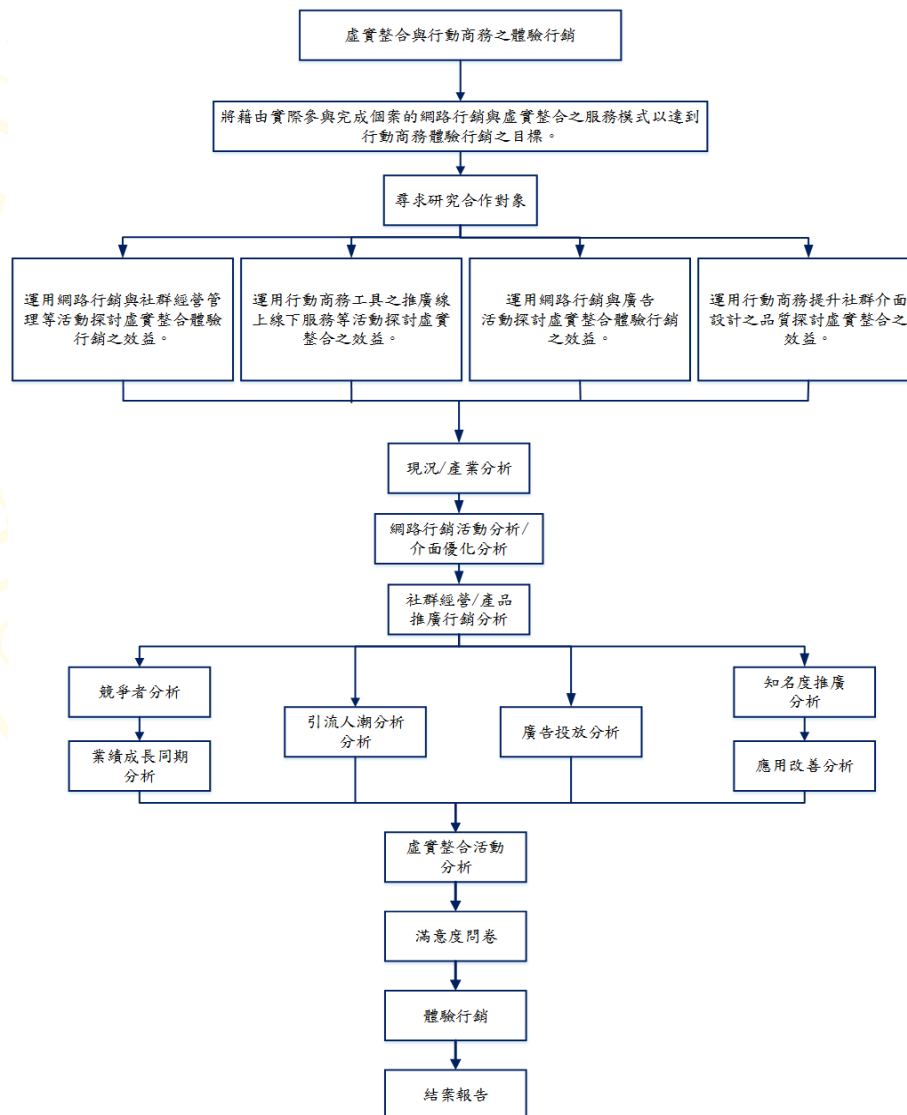 虛實整合與行動商務之體驗行銷
將藉由實際參與完成個案的網路行銷與虛實整合之服務模式以達到
行動商務體驗行銷之目標。
尋求研究合作對象
運用網路行銷與社群經營管
理等活動探討虛實整合體驗
行銷之效益。
運用行動商務工具之推廣線
上線下服務等活動探討虛實
整合之效益。
運用網路行銷與廣告
活動探討虛實整合體驗行銷
之效益。
運用行動商務提升社群介面
設計之品質探討虛實整合之
效益。
現況/產業分析
網路行銷活動分析/
介面優化分析
社群經營/產品
推廣行銷分析
競爭者分析
引流人潮分析
分析
廣告投放分析
知名度推廣
分析
業績成長同期
分析
應用改善分析
虛實整合活動
分析
滿意度問卷
體驗行銷
結案報告